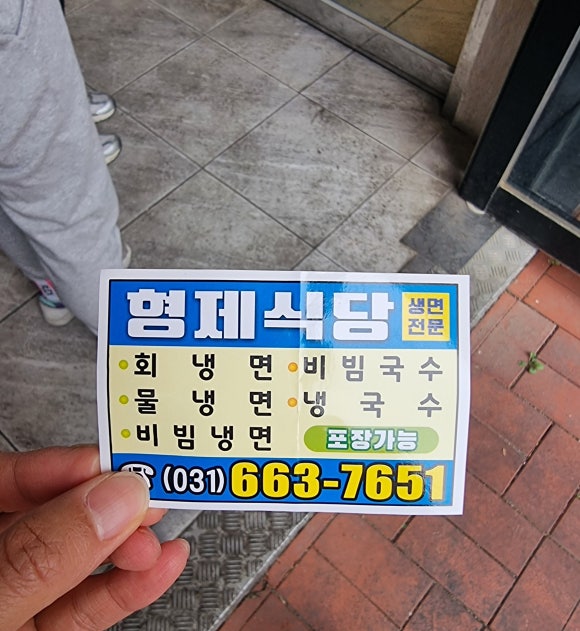 형제식당 생면전문
회 냉 면 비 빔 국 수
물 냉 면 냉 국 수
비 빔 냉 면 포장가능
☎ (031) 663-7651